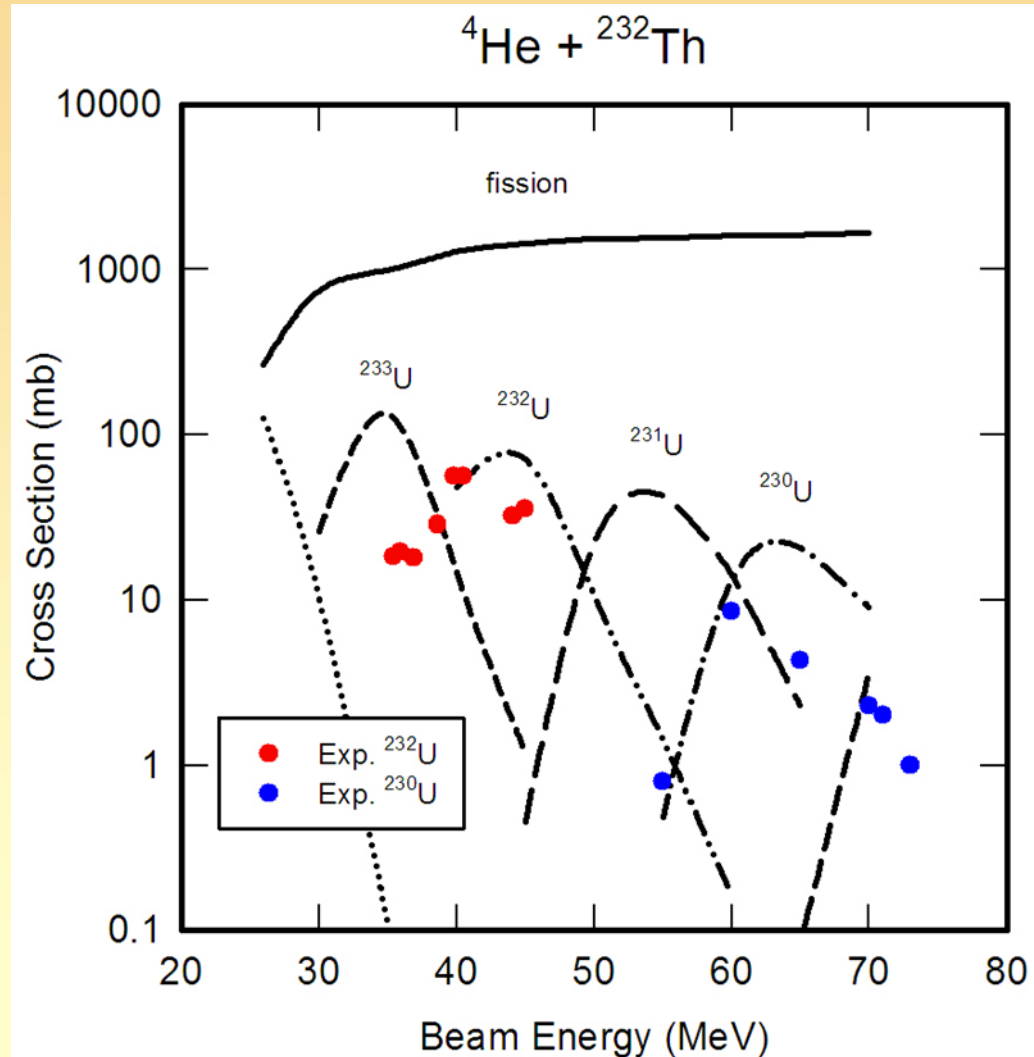 ⁴He + ²³²Th
10000
1000
100
10
1
0.1
Cross Section (mb)
fission
²³³U
²³²U
²³¹U
²³⁰U
Exp. ²³²U
Exp. ²³⁰U
20 30 40 50 60 70 80
Beam Energy (MeV)